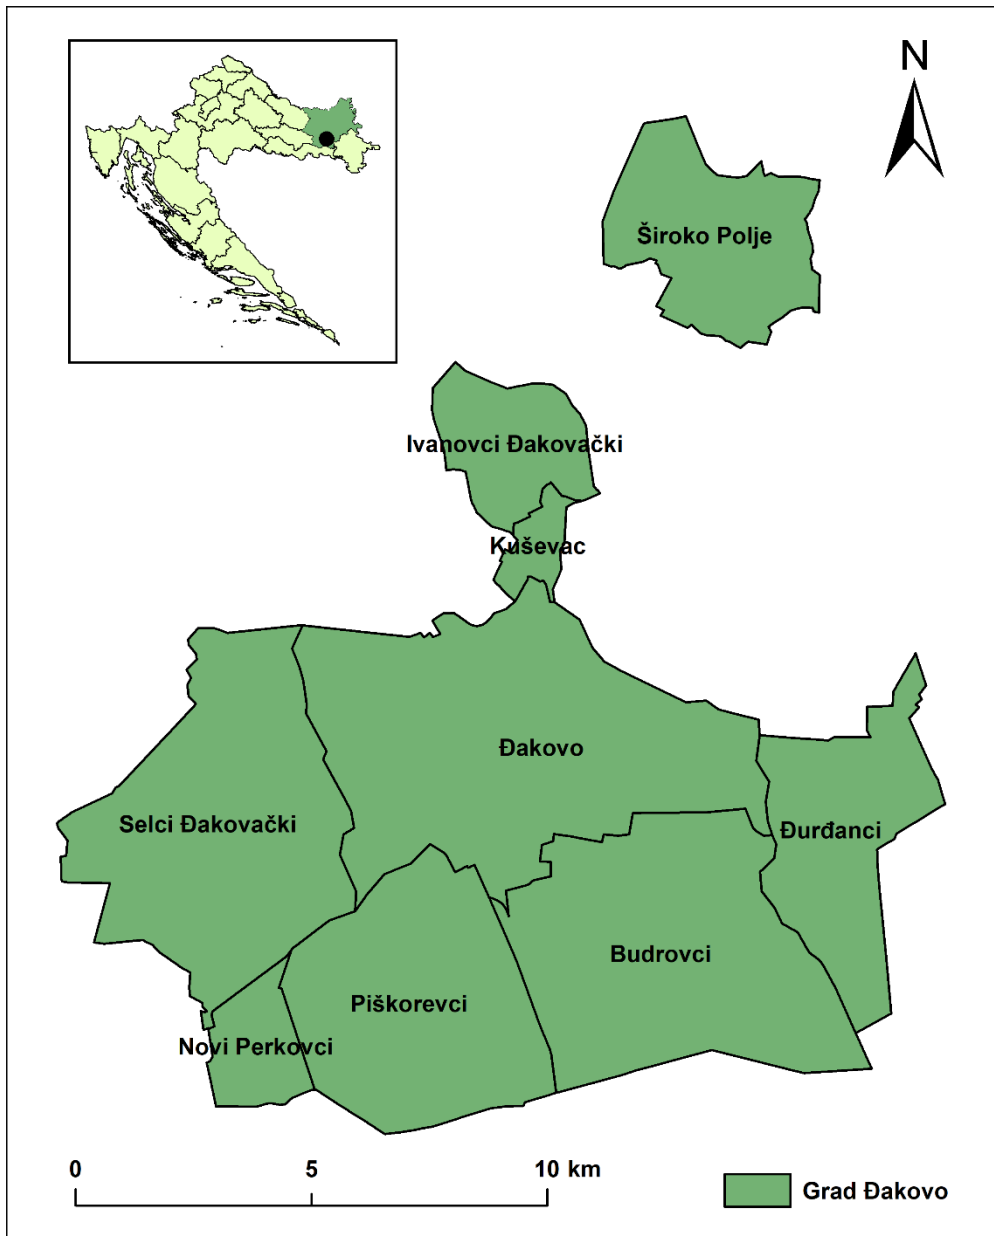 N
Široko Polje
Ivanovci Đakovački
Kuševac
Đakovo
Selci Đakovački
Đurđanci
Budrovci
Piškorevci
Novi Perkovci
0 5 10 km
Grad Đakovo